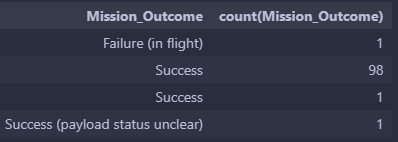 Mission_Outcome count(Mission_Outcome)
Failure (in flight) 1
Success 98
Success 1
Success (payload status unclear) 1